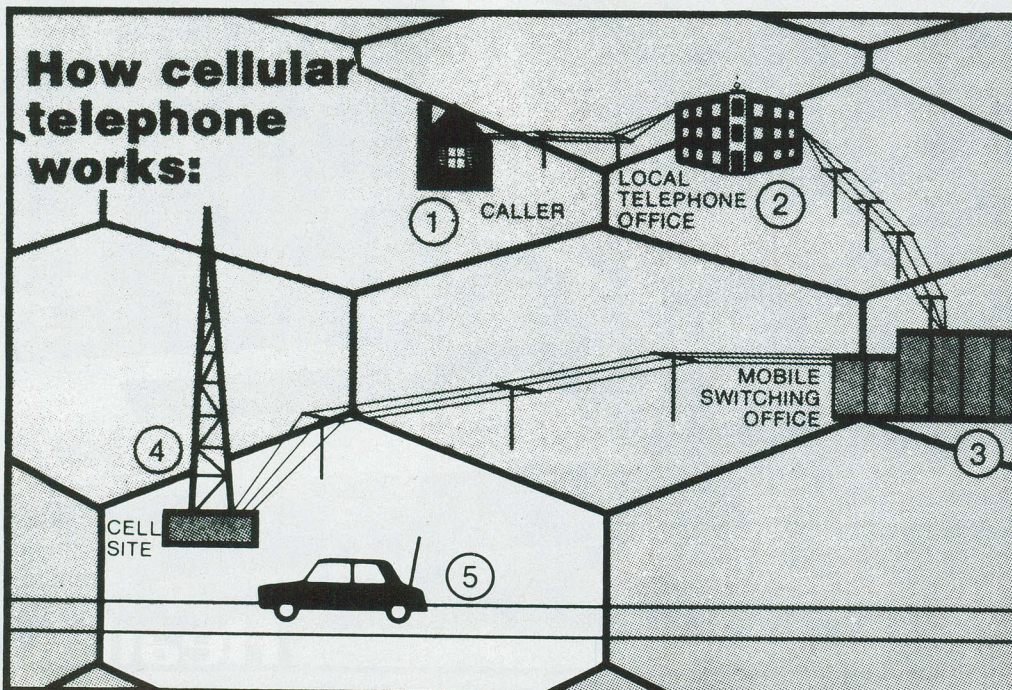 How cellular
telephone
works:
1
CALLER
LOCAL
TELEPHONE
OFFICE
2
MOBILE
SWITCHING
OFFICE
3
4
CELL
SITE
5